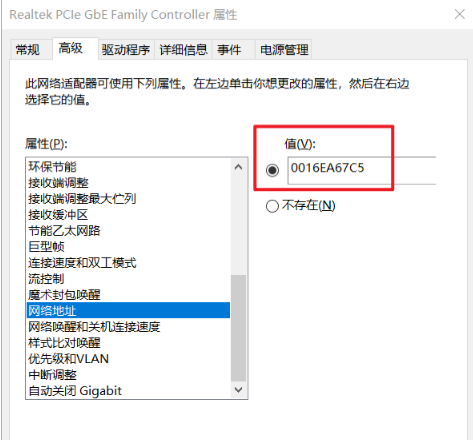 Realtek PCIe GbE Family Controller 属性
常规 高级 驱动程序 详细信息 事件 电源管理
此网络适配器可使用下列属性。在左边单击你想更改的属性，然后在右边
选择它的值。
属性(P):
值(V):
环保节能
接收端调整
接收端调整最大伫列
接收缓冲区
节能乙太网路
巨型帧
连接速度和双工模式
流控制
魔术封包唤醒
网络地址
网络唤醒和关机连接速度
样式比对唤醒
优先级和VLAN
中断调整
自动关闭 Gigabit
0016EA67C5
不存在(N)